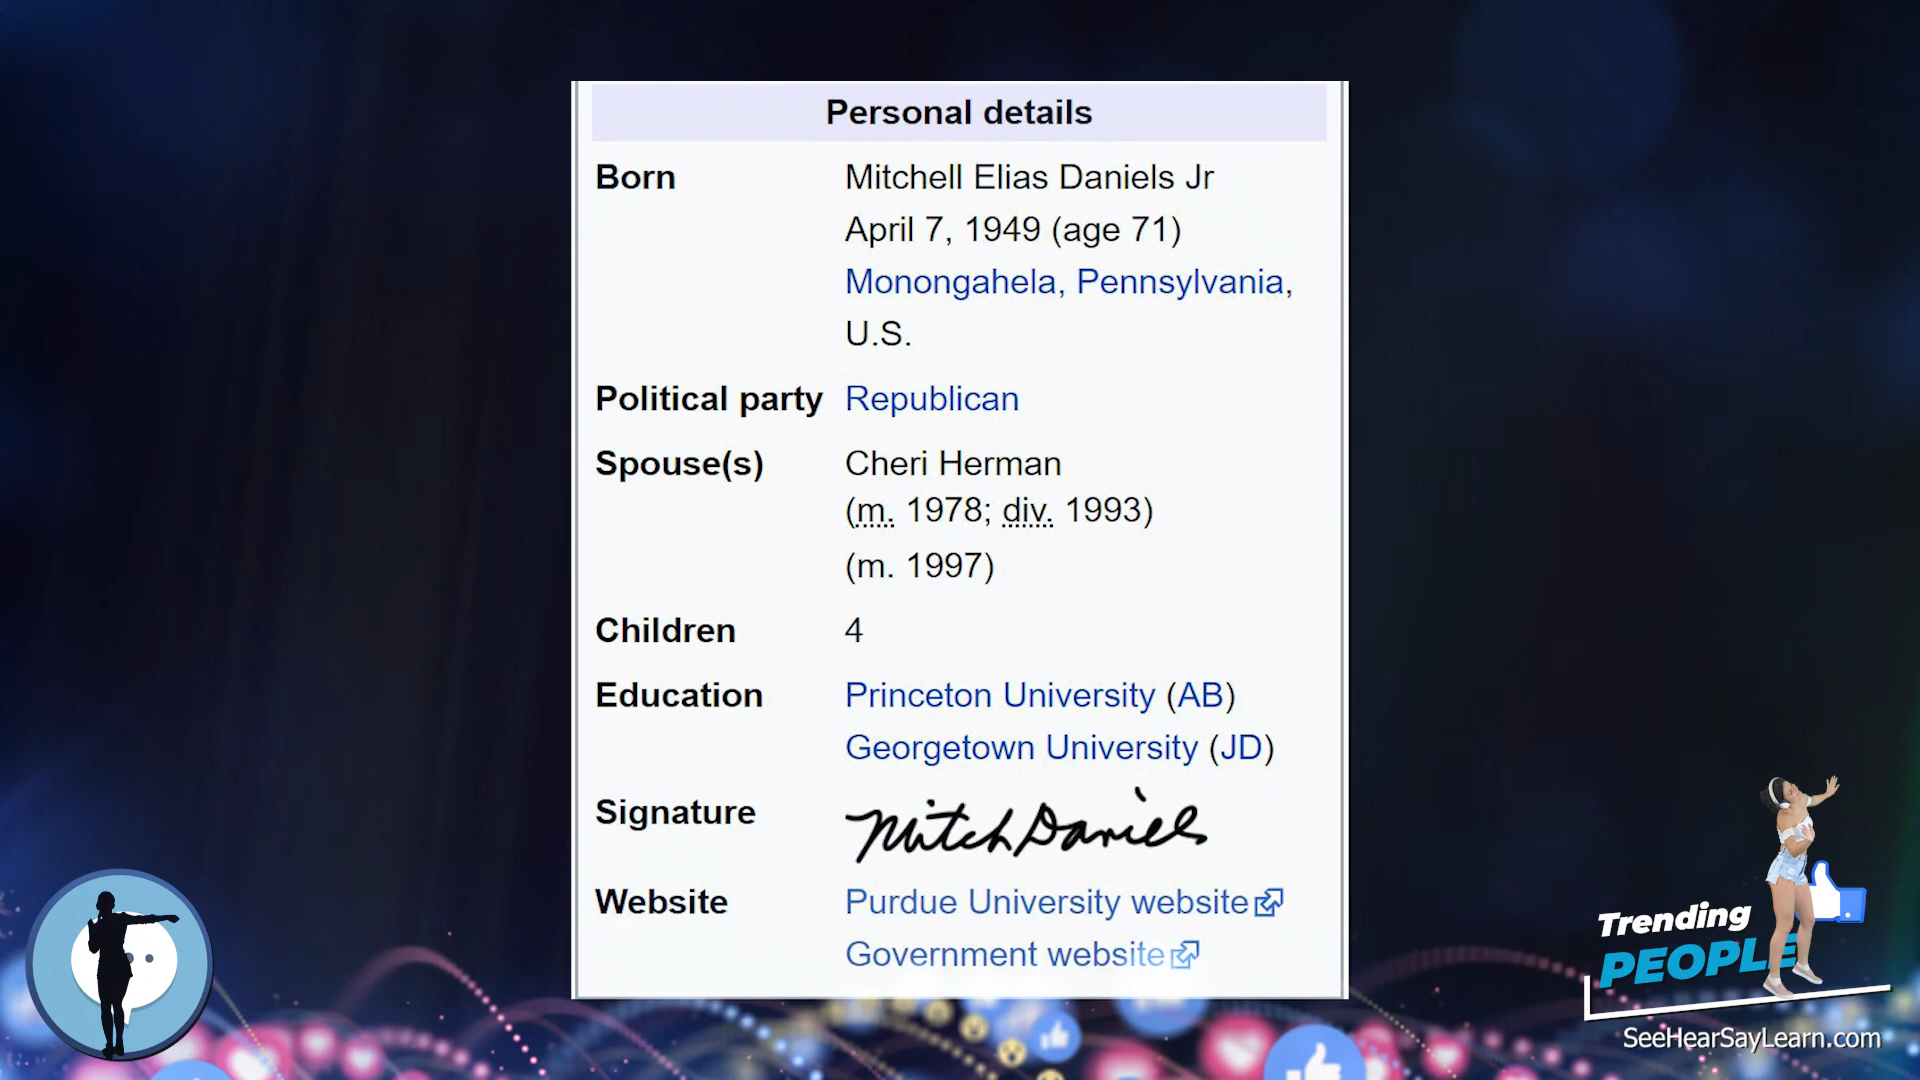 Personal details
Born Mitchell Elias Daniels Jr
April 7, 1949 (age 71)
Monongahela, Pennsylvania,
U.S.
Political party Republican
Spouse(s) Cheri Herman
(m. 1978; div. 1993)
(m. 1997)
Children 4
Education Princeton University (AB)
Georgetown University (JD)
Signature Mitch Daniels
Website Purdue University website
Government website
Trending
PEOPLE
SeeHearSayLearn.com